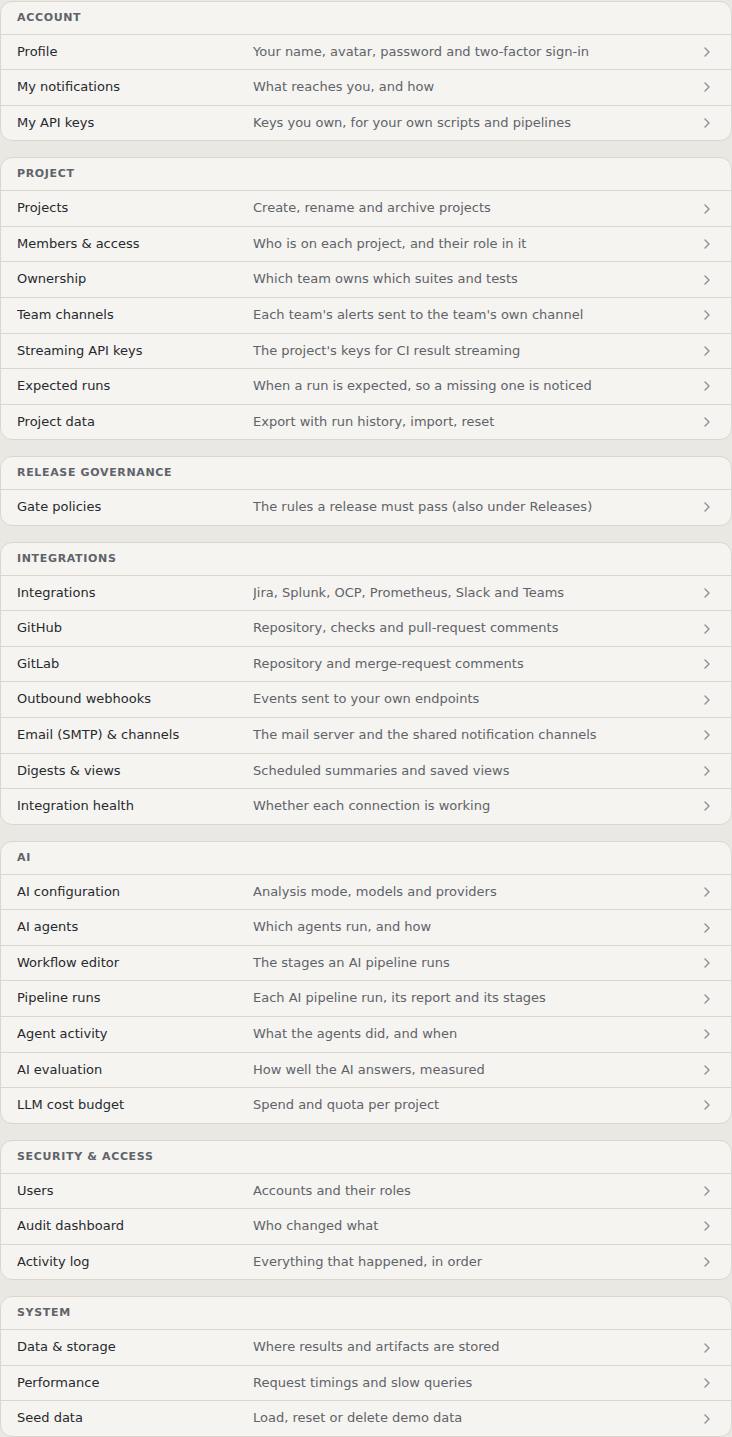 ACCOUNT
Profile Your name, avatar, password and two-factor sign-in
My notifications What reaches you, and how
My API keys Keys you own, for your own scripts and pipelines
PROJECT
Projects Create, rename and archive projects
Members & access Who is on each project, and their role in it
Ownership Which team owns which suites and tests
Team channels Each team's alerts sent to the team's own channel
Streaming API keys The project's keys for CI result streaming
Expected runs When a run is expected, so a missing one is noticed
Project data Export with run history, import, reset
RELEASE GOVERNANCE
Gate policies The rules a release must pass (also under Releases)
INTEGRATIONS
Integrations Jira, Splunk, OCP, Prometheus, Slack and Teams
GitHub Repository, checks and pull-request comments
GitLab Repository and merge-request comments
Outbound webhooks Events sent to your own endpoints
Email (SMTP) & channels The mail server and the shared notification channels
Digests & views Scheduled summaries and saved views
Integration health Whether each connection is working
AI
AI configuration Analysis mode, models and providers
AI agents Which agents run, and how
Workflow editor The stages an AI pipeline runs
Pipeline runs Each AI pipeline run, its report and its stages
Agent activity What the agents did, and when
AI evaluation How well the AI answers, measured
LLM cost budget Spend and quota per project
SECURITY & ACCESS
Users Accounts and their roles
Audit dashboard Who changed what
Activity log Everything that happened, in order
SYSTEM
Data & storage Where results and artifacts are stored
Performance Request timings and slow queries
Seed data Load, reset or delete demo data